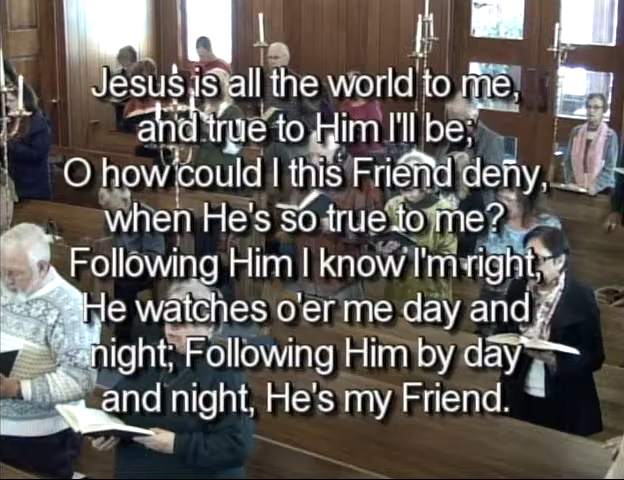 Jesus is all the world to me,
and true to Him I'll be;
O how could I this Friend deny,
when He's so true to me?
Following Him I know I'm right,
He watches o'er me day and
night; Following Him by day
and night, He's my Friend.